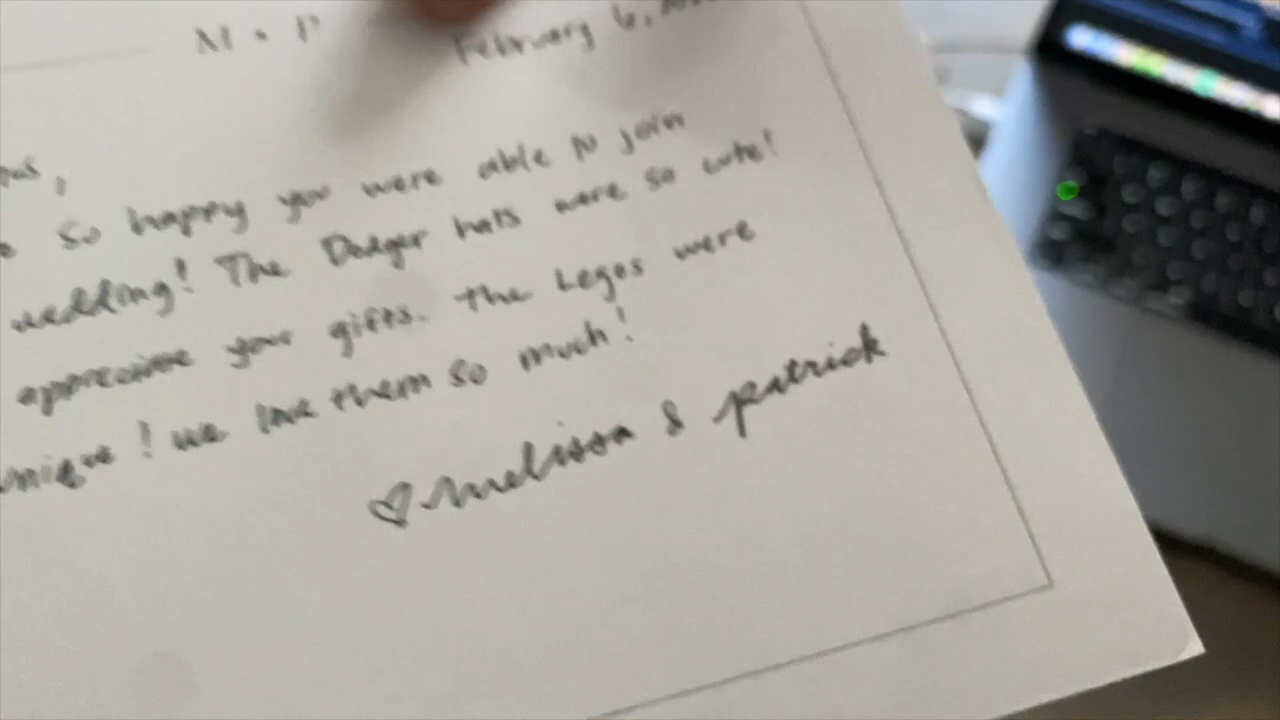 M • P
February 6,
so happy you were able to join
wedding! The Dodger hats were so cute!
appreciate your gifts. The Legos were
unique! we love them so much!
♡ melissa & patrick